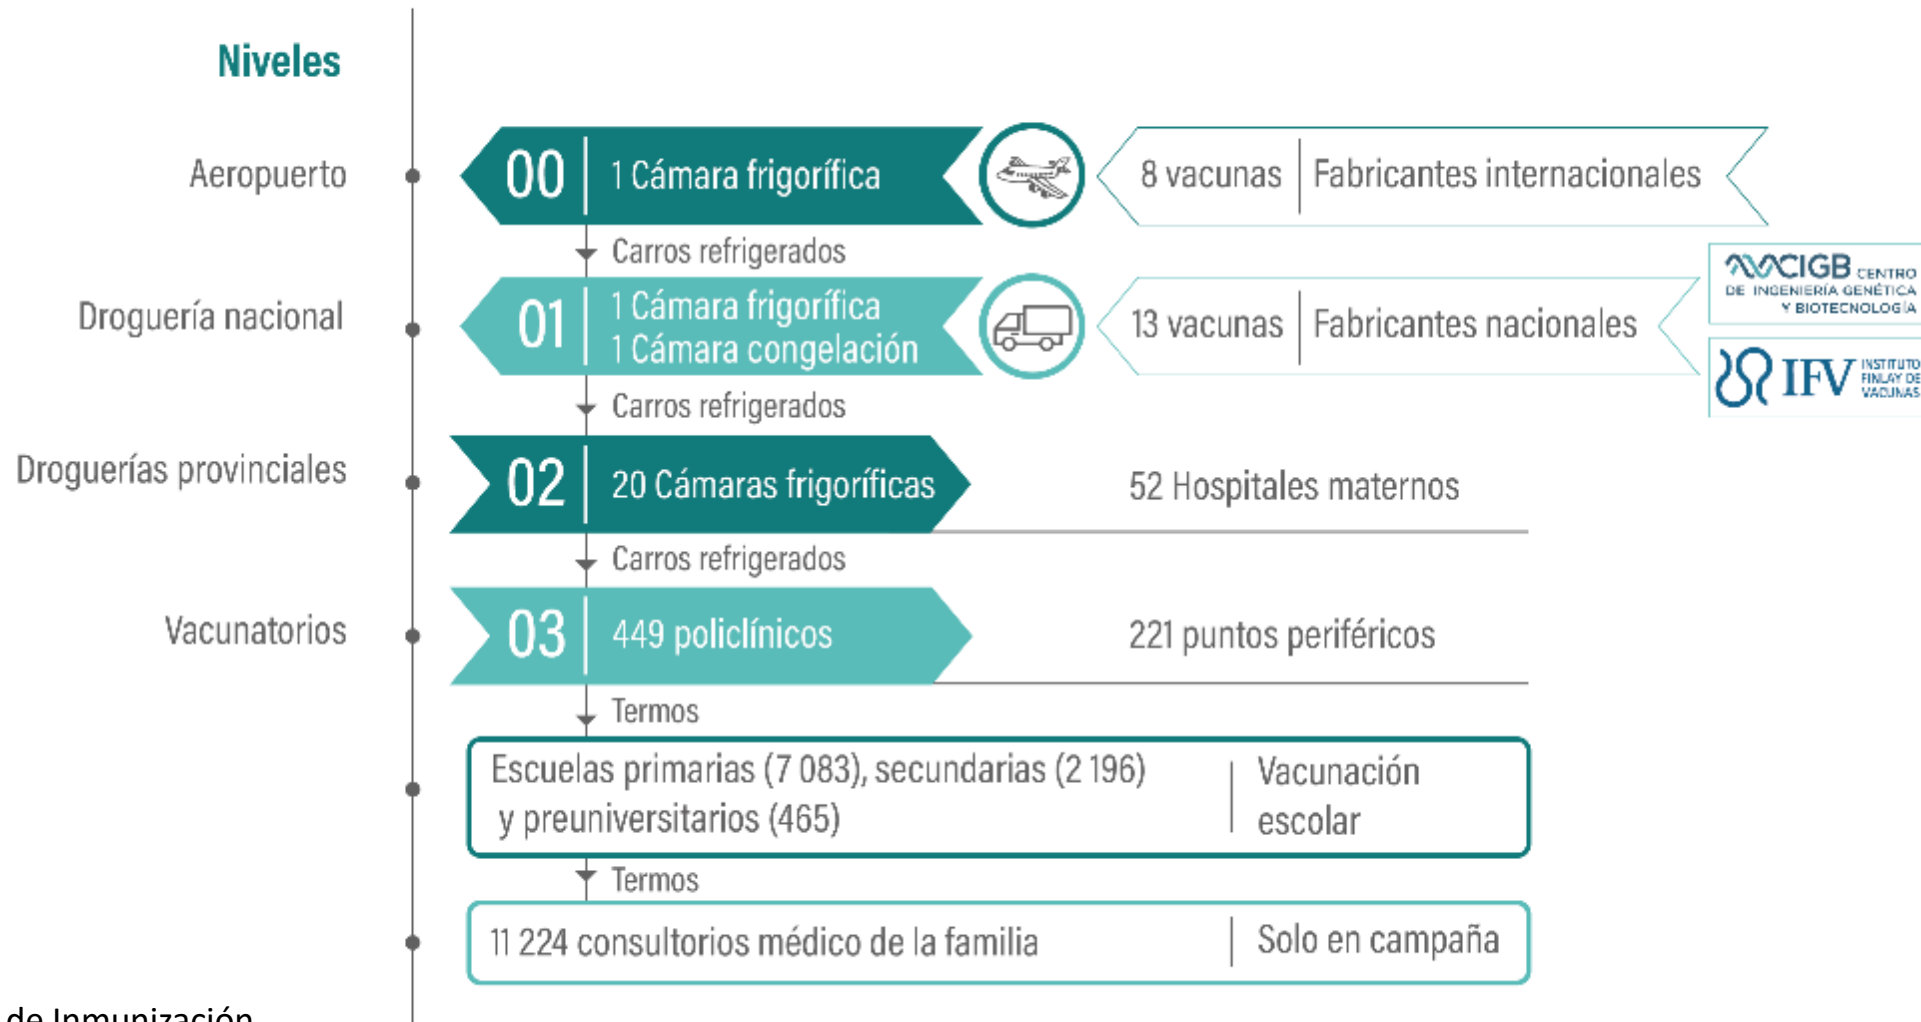 Niveles
Aeropuerto
00
1 Cámara frigorífica
8 vacunas
Fabricantes internacionales
Carros refrigerados
Droguería nacional
01
1 Cámara frigorífica
1 Cámara congelación
13 vacunas
Fabricantes nacionales
CIGB CENTRO
DE INGENIERÍA GENÉTICA
Y BIOTECNOLOGÍA
IFV
INSTITUTO
FINLAY DE
VACUNAS
Carros refrigerados
Droguerías provinciales
02
20 Cámaras frigoríficas
52 Hospitales maternos
Carros refrigerados
Vacunatorios
03
449 policlínicos
221 puntos periféricos
Termos
Escuelas primarias (7 083), secundarias (2 196)
y preuniversitarios (465)
Vacunación
escolar
Termos
11 224 consultorios médico de la familia
Solo en campaña
de Inmunización